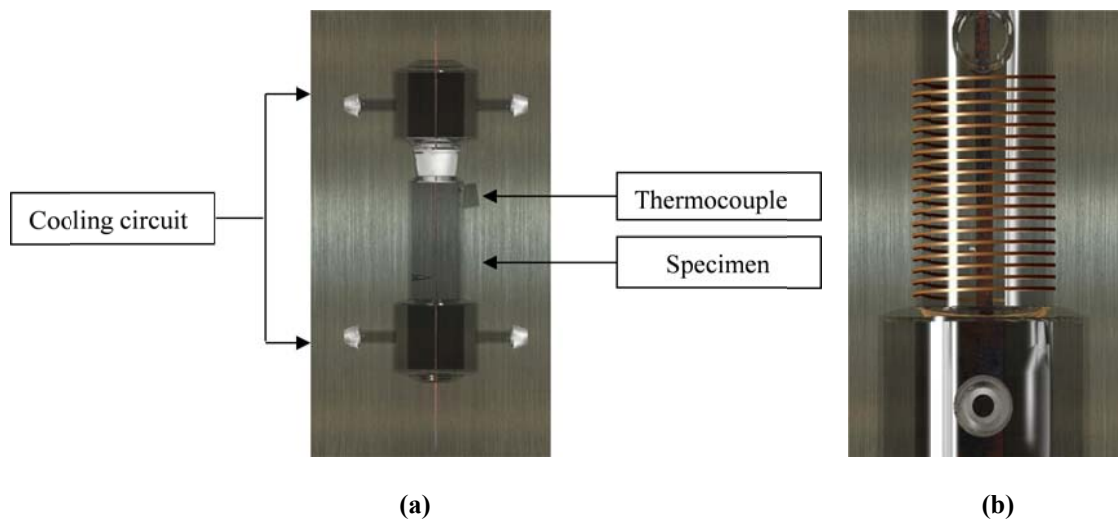 Cooling circuit
Thermocouple
Specimen
(a)
(b)